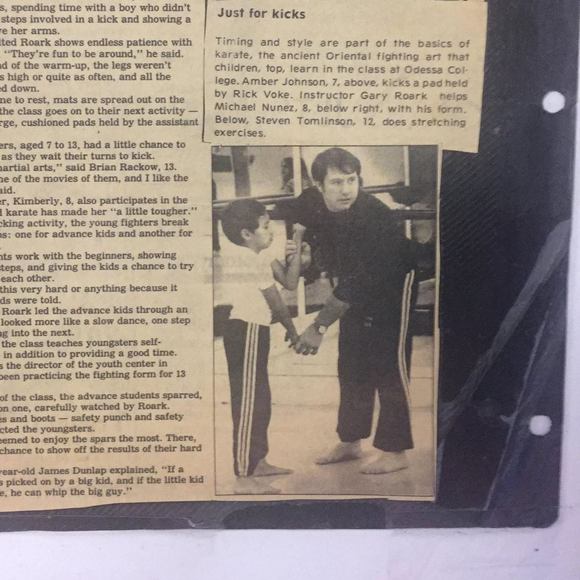 s, spending time with a boy who didn't
steps involved in a kick and showing a
e her arms.
ted Roark shows endless patience with
"They're fun to be around," he said.
d of the warm-up, the legs weren't
s high or quite as often, and all the
ed down.
me to rest, mats are spread out on the
the class goes on to their next activity —
rge, cushioned pads held by the assistant
ers, aged 7 to 13, had a little chance to
as they wait their turns to kick.
martial arts," said Brian Rackow, 13.
ne of the movies of them, and I like the
aid.
er, Kimberly, 8, also participates in the
d karate has made her "a little tougher."
cking activity, the young fighters break
ps: one for advance kids and another for
nts work with the beginners, showing
steps, and giving the kids a chance to try
each other.
this very hard or anything because it
ds were told.
Roark led the advance kids through an
looked more like a slow dance, one step
ng into the next.
the class teaches youngsters self-
in addition to providing a good time.
s the director of the youth center in
been practicing the fighting form for 13
of the class, the advance students sparred,
on one, carefully watched by Roark.
es and boots — safety punch and safety
cted the youngsters.
eemed to enjoy the spars the most. There,
chance to show off the results of their hard
year-old James Dunlap explained, "If a
s picked on by a big kid, and if the little kid
e, he can whip the big guy."
Just for kicks
Timing and style are part of the basics of
karate, the ancient Oriental fighting art that
children, top, learn in the class at Odessa Col-
lege. Amber Johnson, 7, above, kicks a pad held
by Rick Voke. Instructor Gary Roark helps
Michael Nunez, 8, below right, with his form.
Below, Steven Tomlinson, 12, does stretching
exercises.